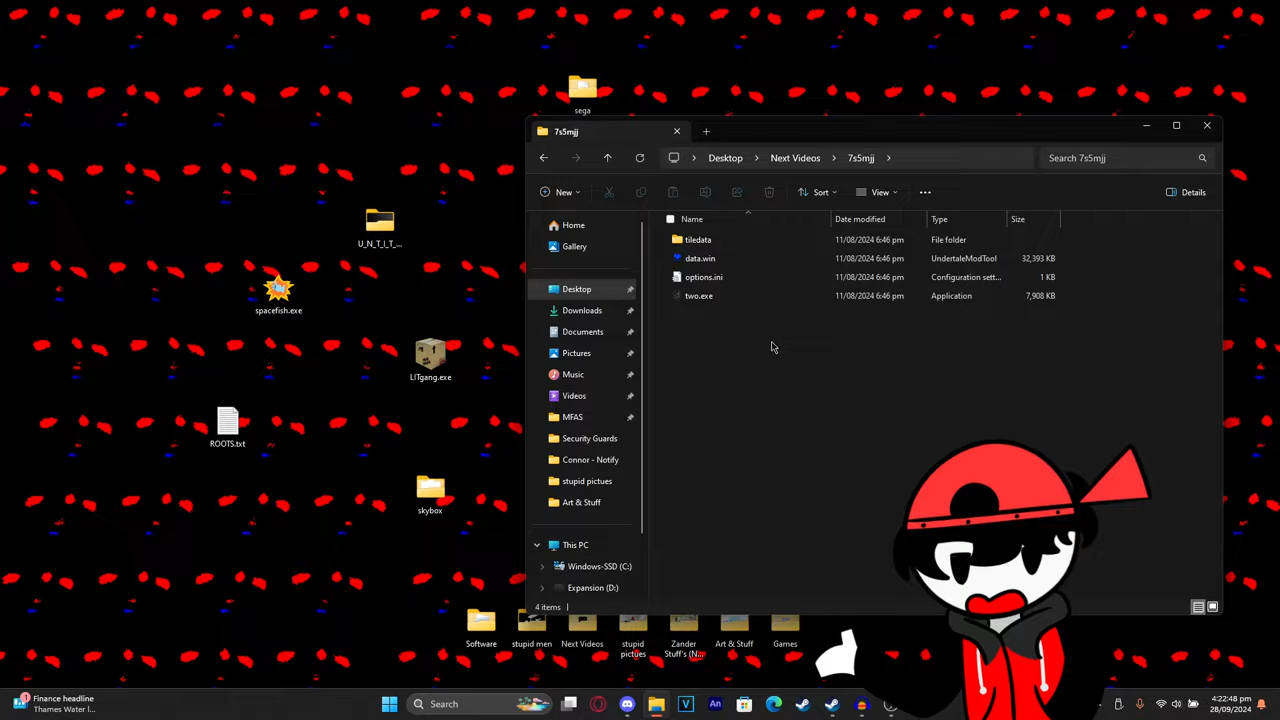 sega
U_N_T_I_T_...
spacefish.exe
LITgang.exe
ROOTS.txt
skybox
7s5mjj
Desktop
Next Videos
7s5mjj
Search 7s5mjj
New
Sort
View
Details
Name
Date modified
Type
Size
tiledata
11/08/2024 6:46 pm
File folder
data.win
11/08/2024 6:46 pm
UndertaleModTool
32,393 KB
options.ini
11/08/2024 6:46 pm
Configuration sett...
1 KB
two.exe
11/08/2024 6:46 pm
Application
7,908 KB
Home
Gallery
Desktop
Downloads
Documents
Pictures
Music
Videos
MFAS
Security Guards
Connor - Notify
stupid pictues
Art & Stuff
This PC
Windows-SSD (C:)
Expansion (D:)
4 items
Software
stupid men
Next Videos
stupid
pictues
Zander
Stuff's (N...
Art & Stuff
Games
1
Finance headline
Thames Water l...
Search
V
An
4:22:48 pm
28/09/2024